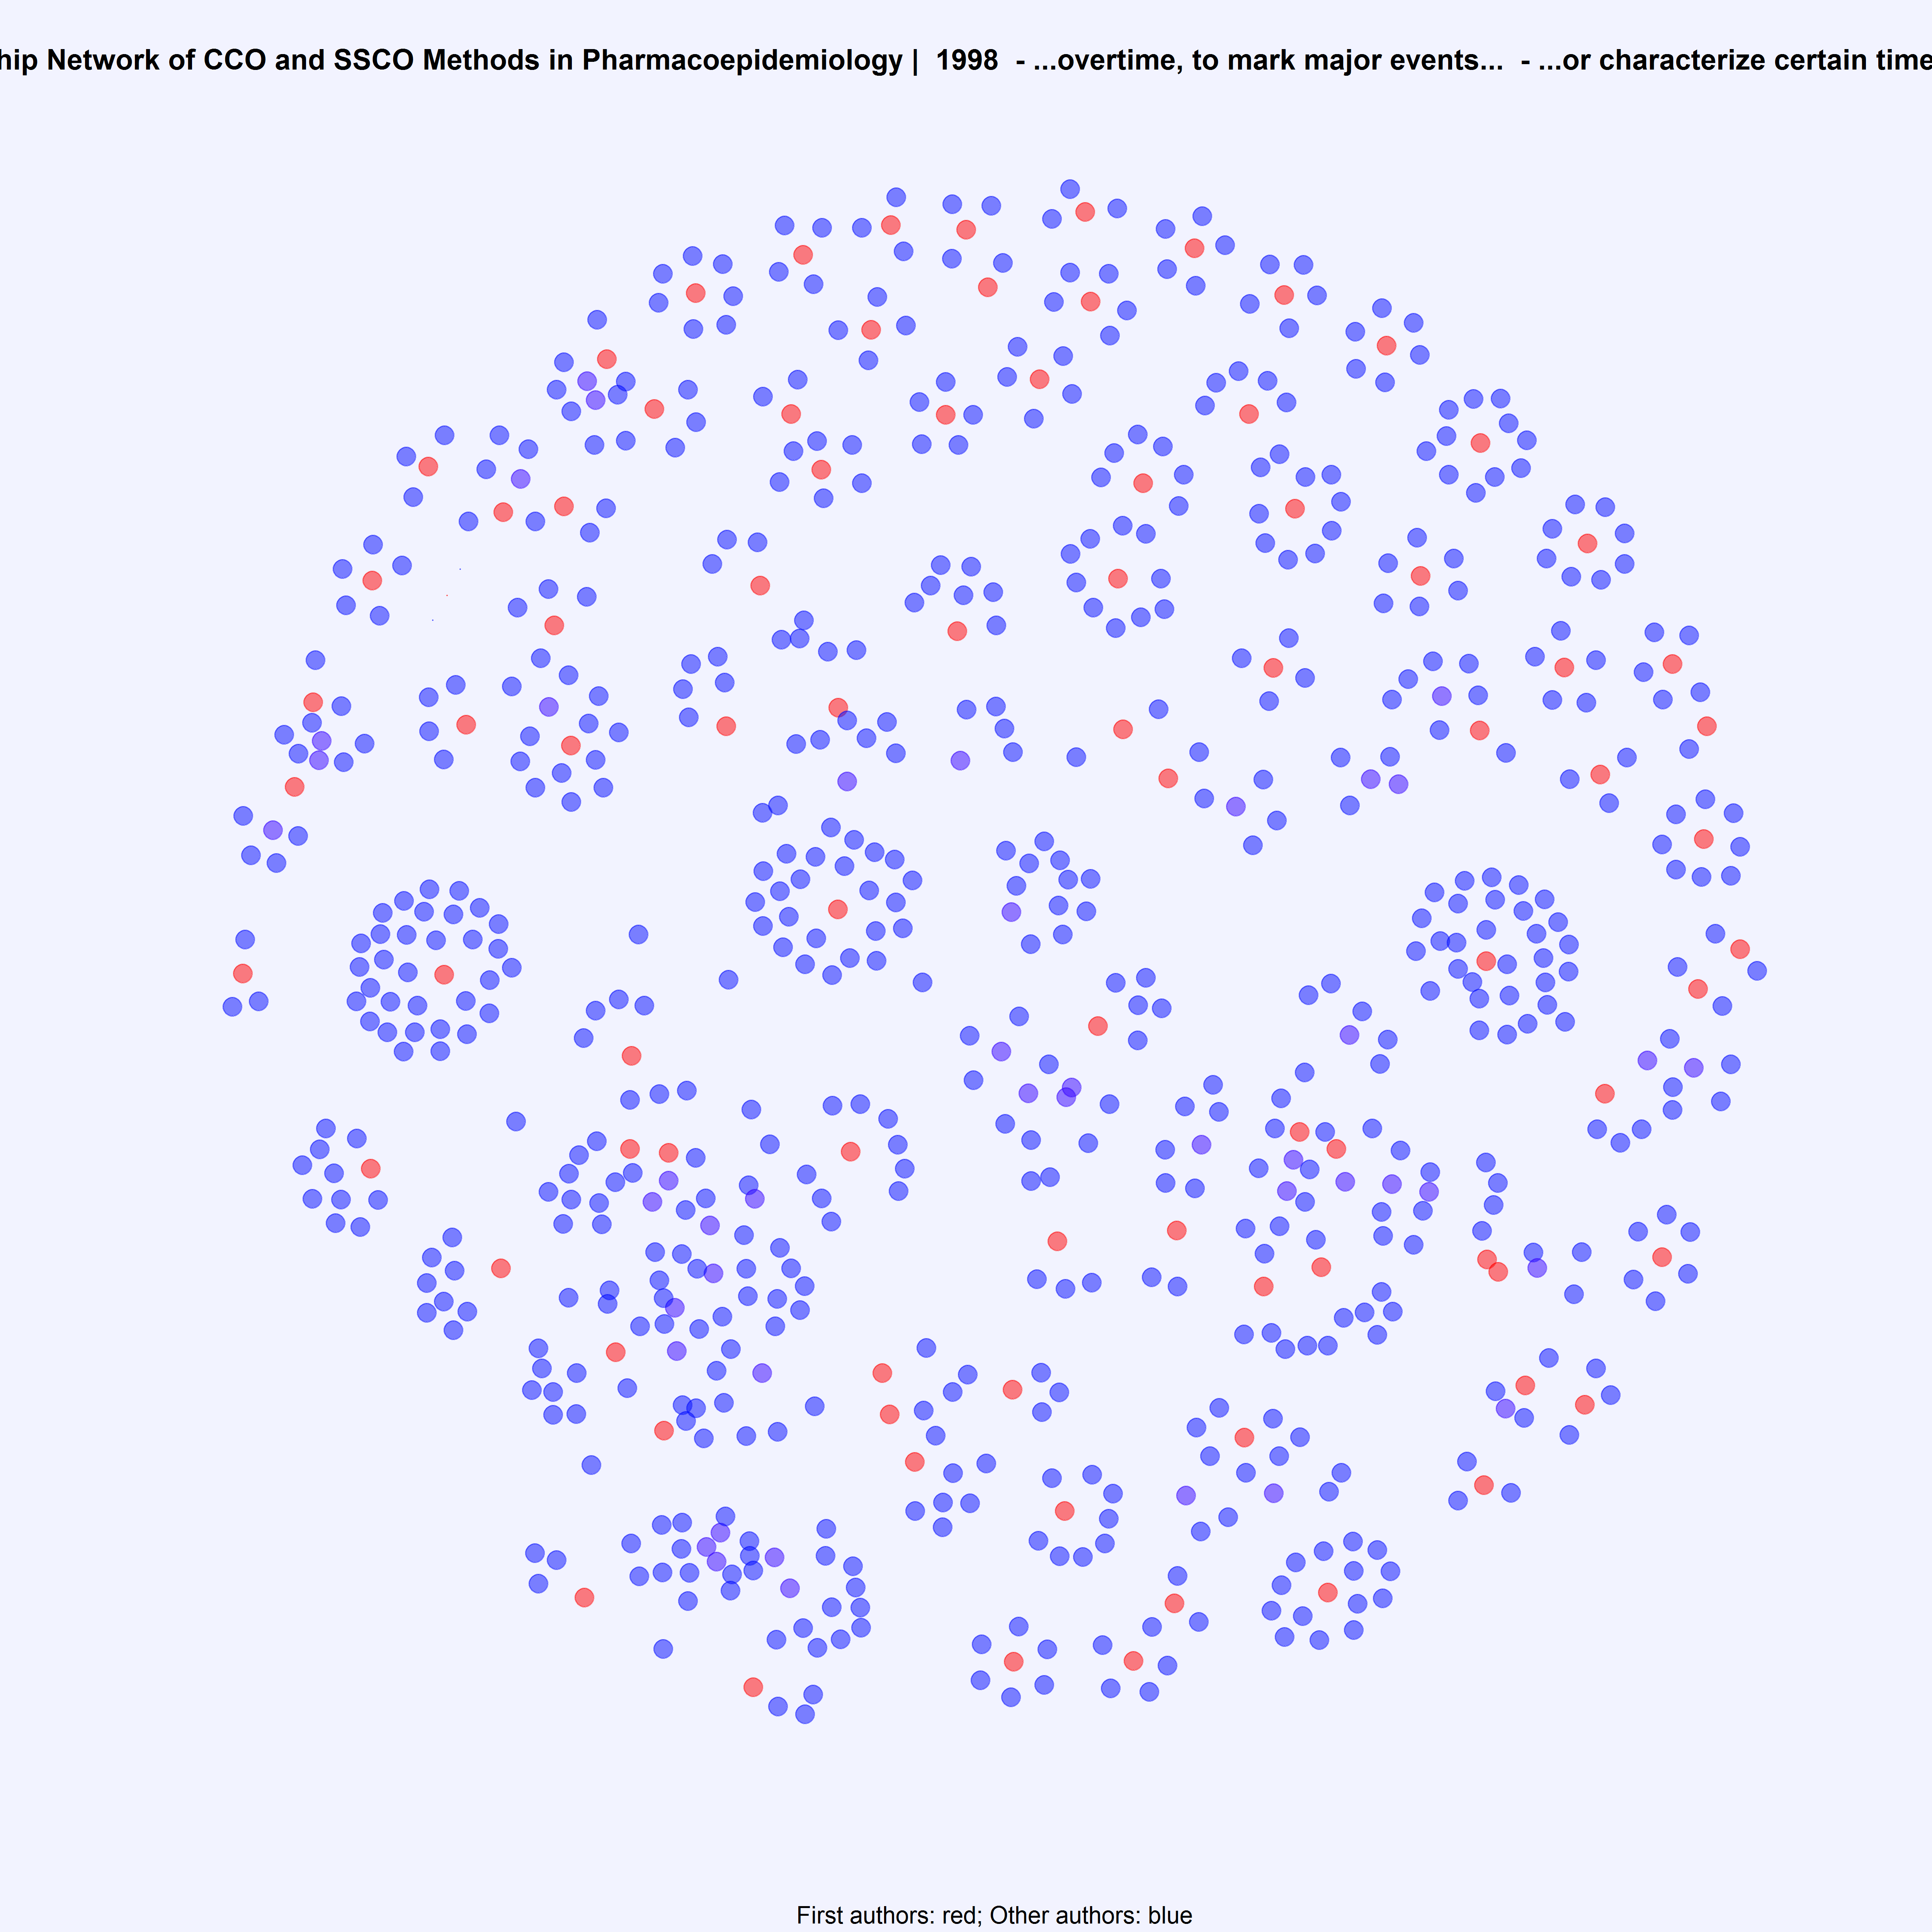 hip Network of CCO and SSCO Methods in Pharmacoepidemiology | 1998 - ...overtime, to mark major events... - ...or characterize certain time
First authors: red; Other authors: blue